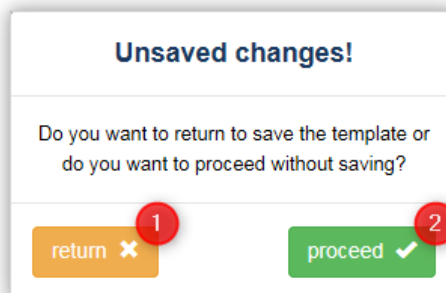 Unsaved changes!
Do you want to return to save the template or
do you want to proceed without saving?
1
2
return
proceed